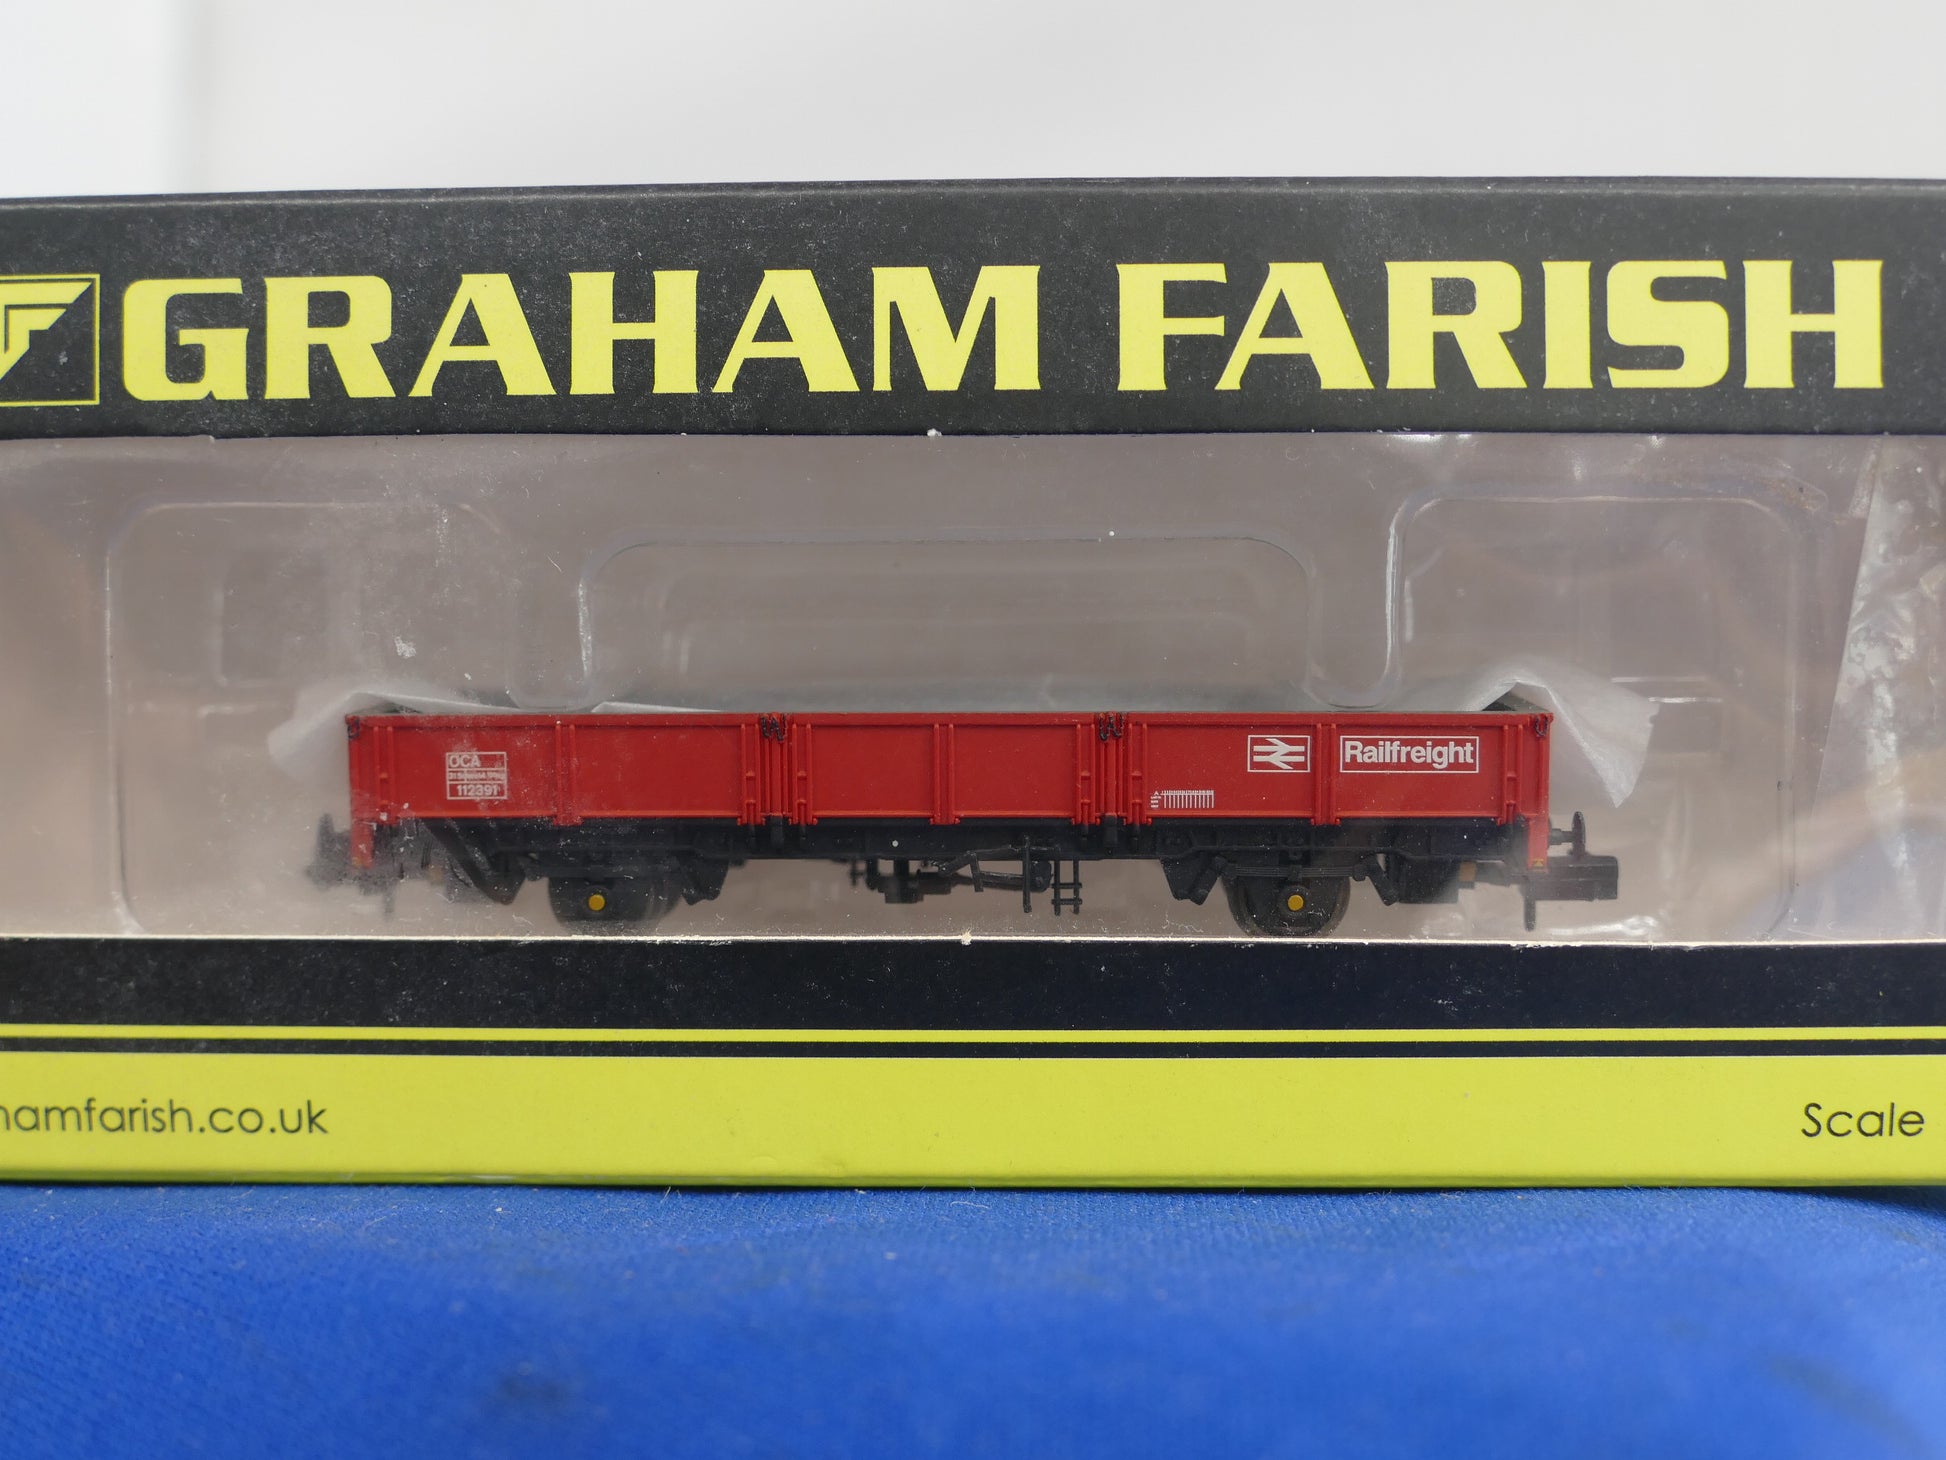 GRAHAM FARISH
OCA
112391
Railfreight
hamfarish.co.uk
Scale